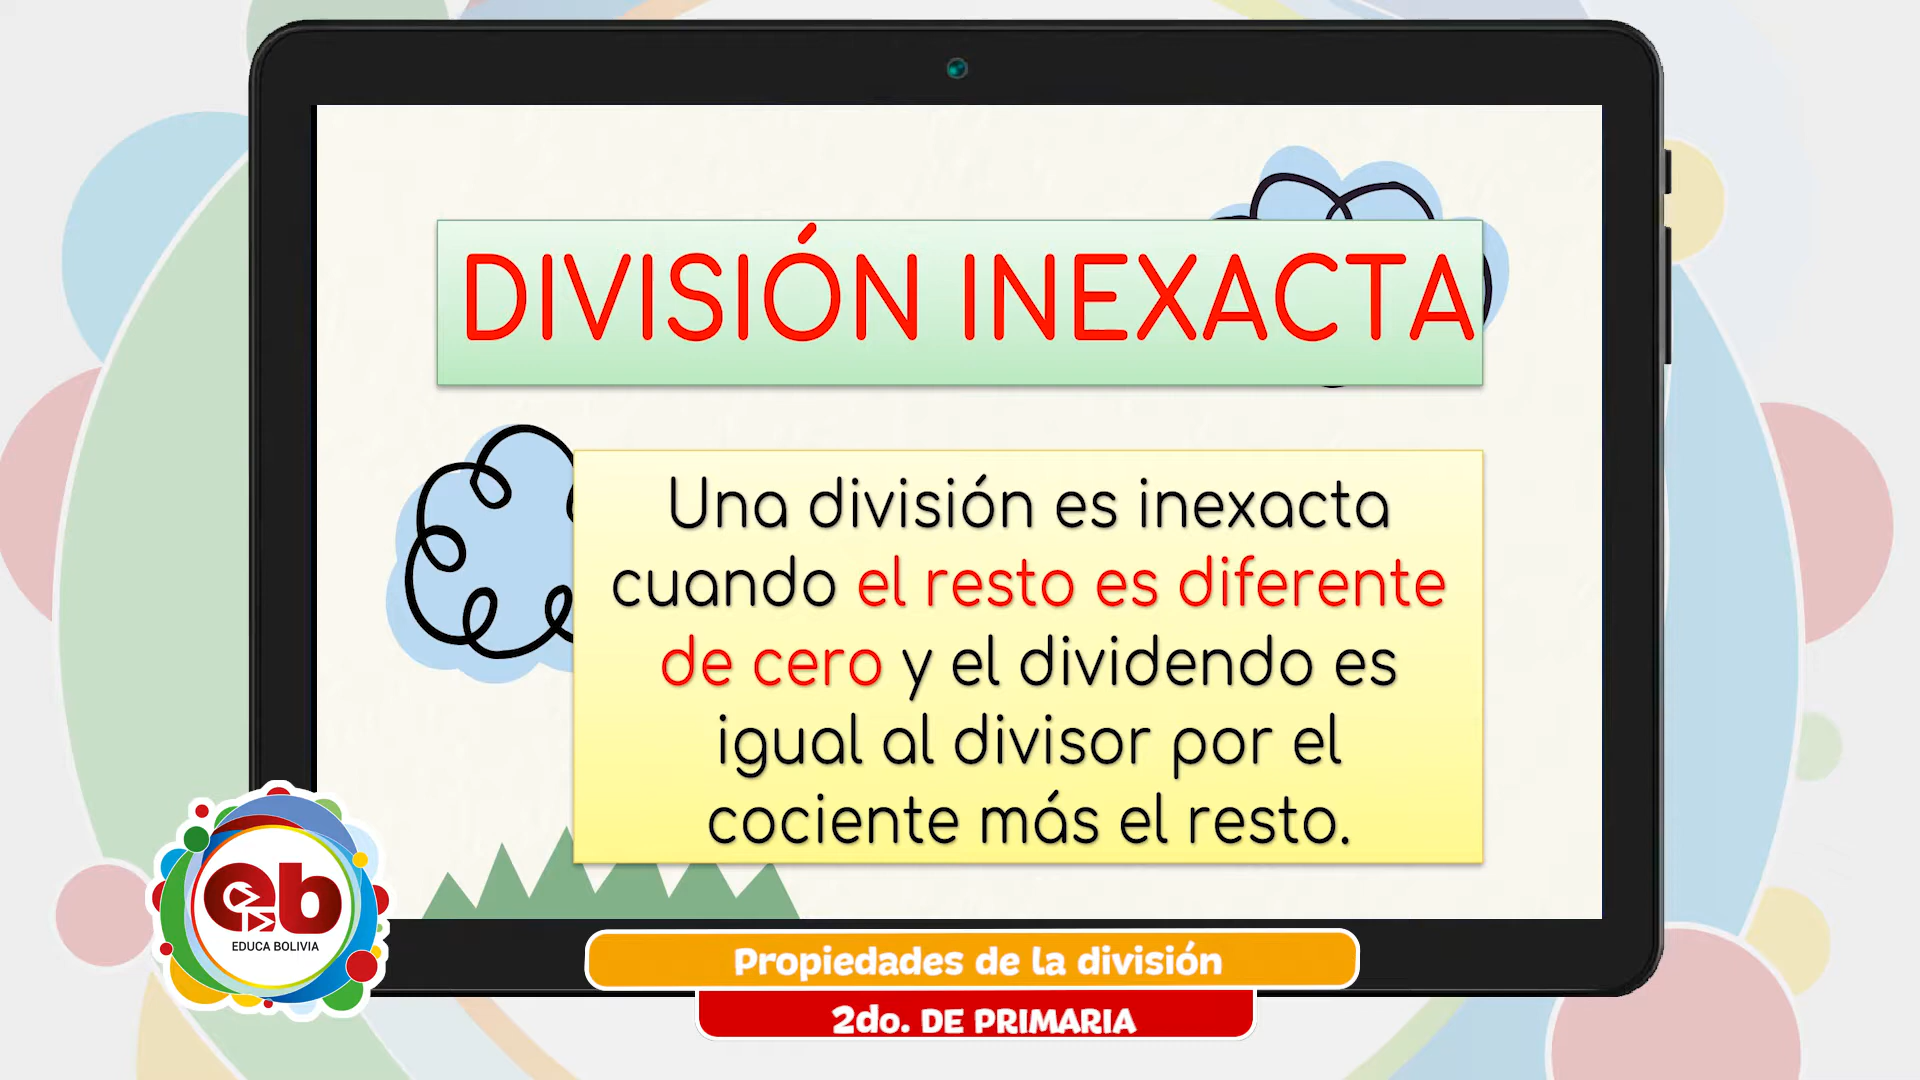 DIVISIÓN INEXACTA
Una división es inexacta
cuando el resto es diferente
de cero y el dividendo es
igual al divisor por el
cociente más el resto.
eb
EDUCA BOLIVIA
Propiedades de la división
2do. DE PRIMARIA